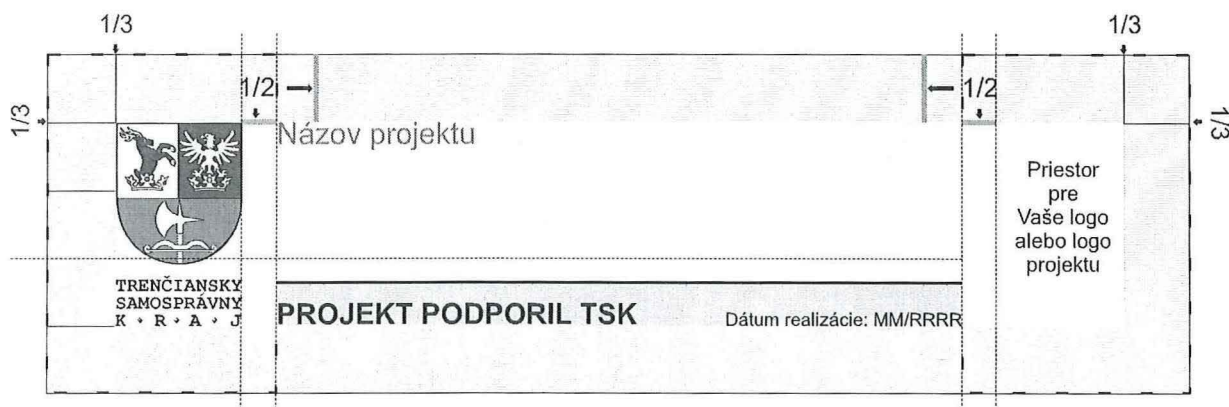 1/3
1/3
1/3
1/2
1/2
1/3
Názov projektu
Priestor
pre
Vaše logo
alebo logo
projektu
TRENČIANSKY
SAMOSPRÁVNY
K · R · A · J
PROJEKT PODPORIL TSK
Dátum realizácie: MM/RRRR